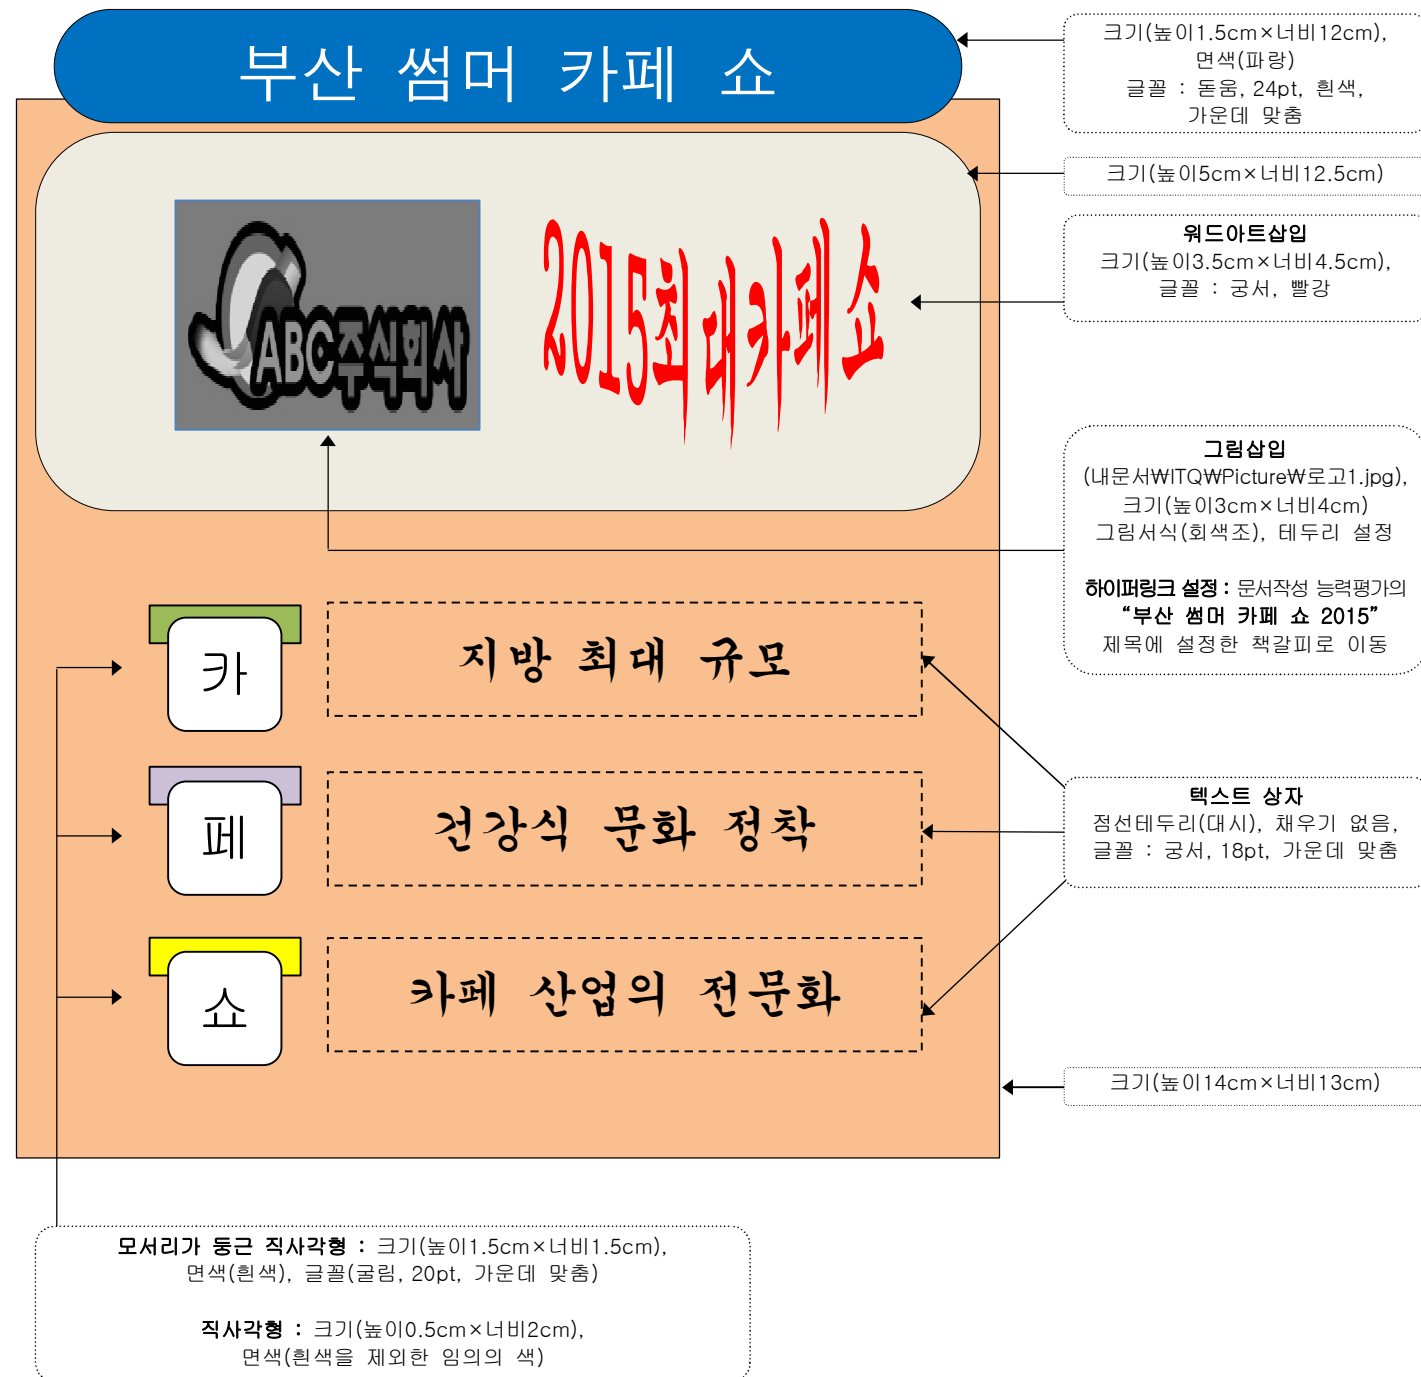 부산 썸머 카페 쇼
크기(높이1.5cm×너비12cm),
면색(파랑)
글꼴 : 돋움, 24pt, 흰색,
가운데 맞춤
크기(높이5cm×너비12.5cm)
ABC주식회사
2015최대카페쇼
워드아트삽입
크기(높이3.5cm×너비4.5cm),
글꼴 : 궁서, 빨강
그림삽입
(내문서₩ITQ₩Picture₩로고1.jpg),
크기(높이3cm×너비4cm)
그림서식(회색조), 테두리 설정
하이퍼링크 설정 : 문서작성 능력평가의
“부산 썸머 카페 쇼 2015”
제목에 설정한 책갈피로 이동
카
지방 최대 규모
페
건강식 문화 정착
쇼
카페 산업의 전문화
텍스트 상자
점선테두리(대시), 채우기 없음,
글꼴 : 궁서, 18pt, 가운데 맞춤
크기(높이14cm×너비13cm)
모서리가 둥근 직사각형 : 크기(높이1.5cm×너비1.5cm),
면색(흰색), 글꼴(굴림, 20pt, 가운데 맞춤)
직사각형 : 크기(높이0.5cm×너비2cm),
면색(흰색을 제외한 임의의 색)